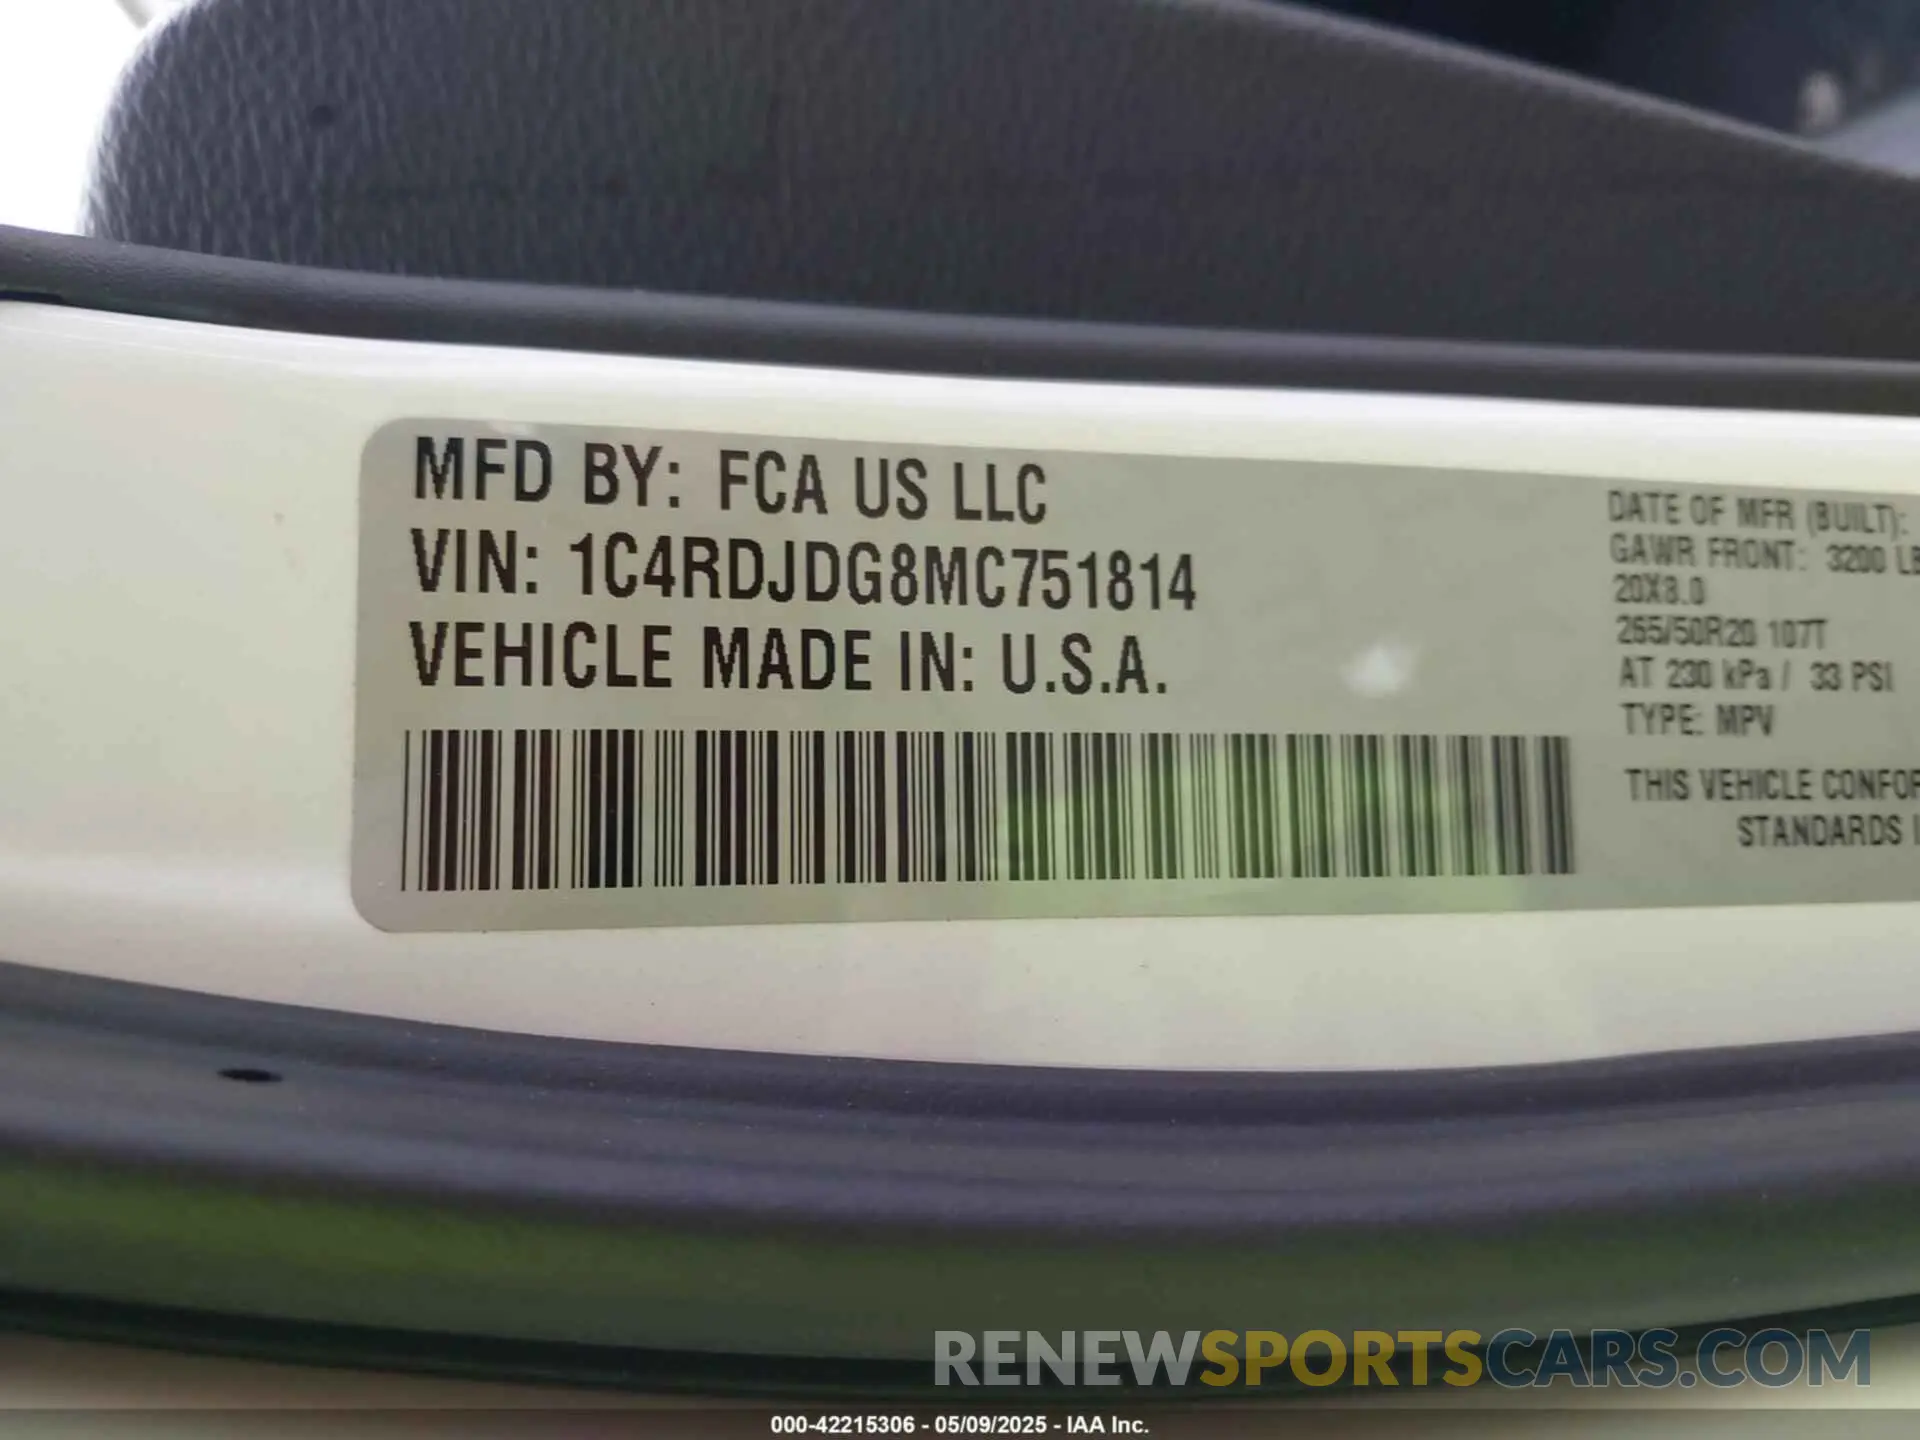 MFD BY: FCA US LLC
VIN: 1C4RDJDG8MC751814
VEHICLE MADE IN: U.S.A.
DATE OF MFR (BUILT):
GAWR FRONT: 3200 LB
20X8.0
265/50R20 107T
AT 230 kPa / 33 PSI
TYPE: MPV
THIS VEHICLE CONFOR
STANDARDS I
RENEWSPORTSCARS.COM
000-42215306 - 05/09/2025 - IAA Inc.